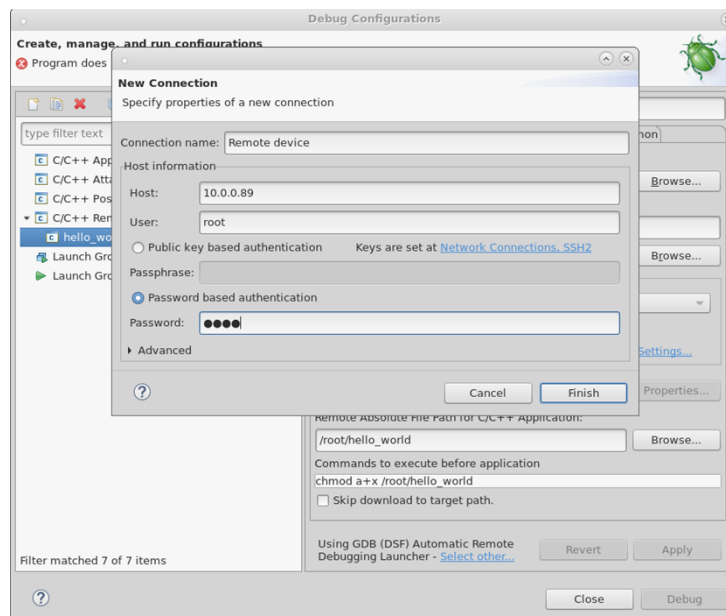 Debug Configurations
Create, manage, and run configurations
Program does
New Connection
Specify properties of a new connection
type filter text
Connection name: Remote device
Host information
Host: 10.0.0.89
User: root
Public key based authentication Keys are set at Network Connections, SSH2
Passphrase:
Password based authentication
Password: ●●●●
Advanced
Cancel
Finish
C/C++ App
C/C++ Atta
C/C++ Pos
C/C++ Rem
hello_wo
Launch Gro
Launch Gro
non
Browse...
Browse...
Settings...
Properties...
Remote Absolute File Path for C/C++ Application:
/root/hello_world
Browse...
Commands to execute before application
chmod a+x /root/hello_world
Skip download to target path.
Filter matched 7 of 7 items
Using GDB (DSF) Automatic Remote
Debugging Launcher - Select other...
Revert
Apply
Close
Debug